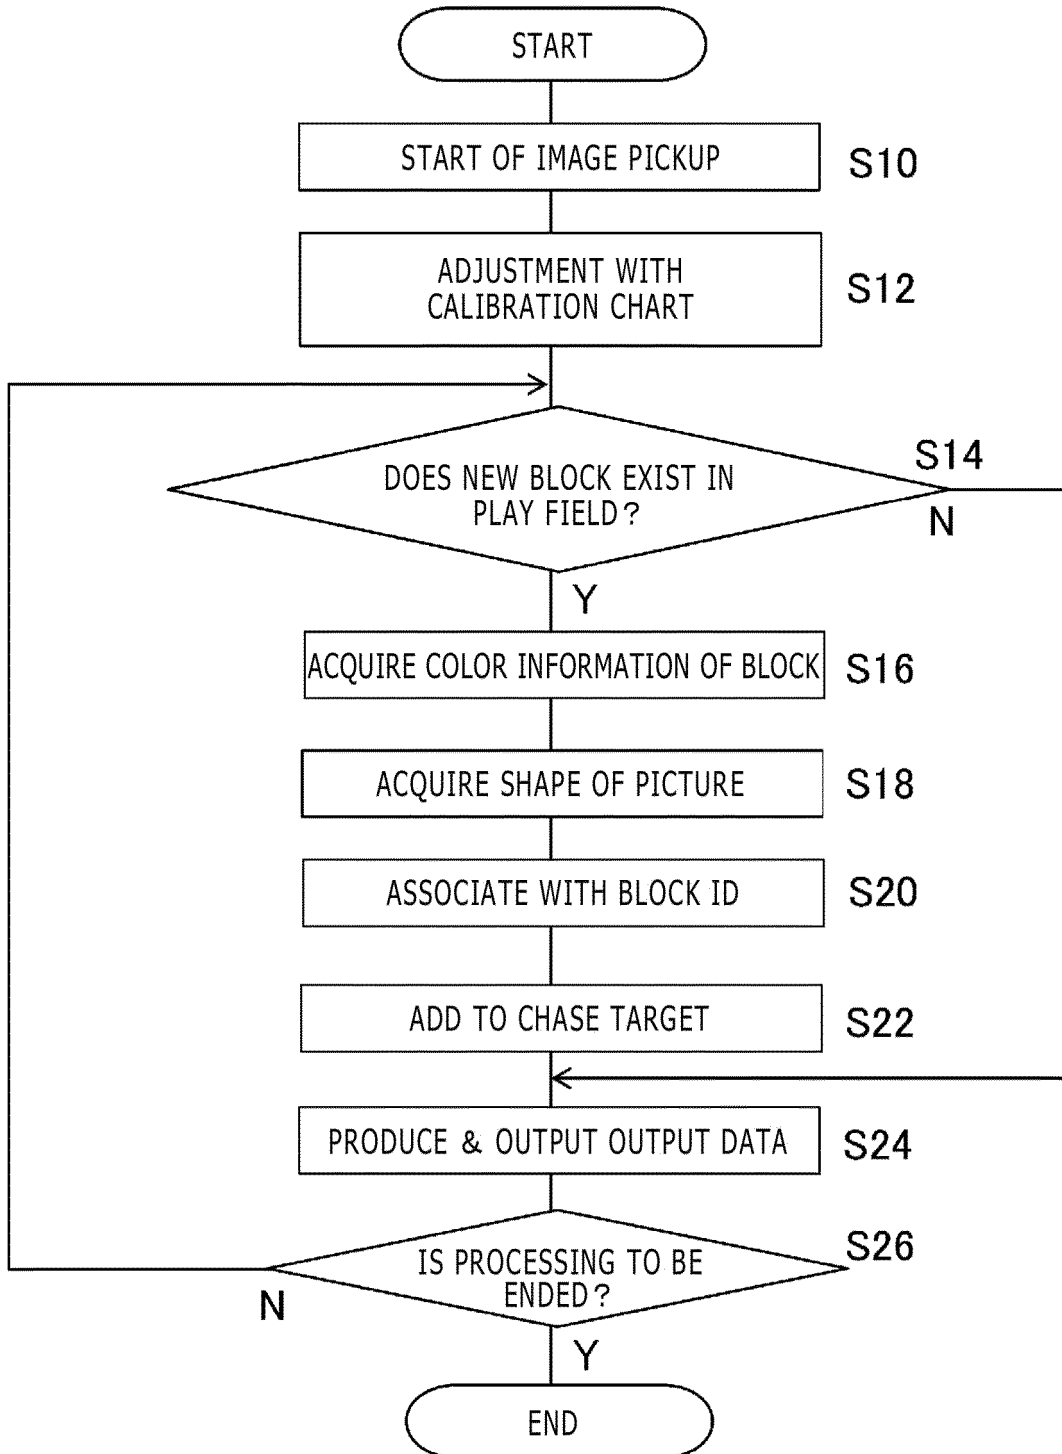 START
START OF IMAGE PICKUP
S10
ADJUSTMENT WITH
CALIBRATION CHART
S12
DOES NEW BLOCK EXIST IN
PLAY FIELD?
S14
N
Y
ACQUIRE COLOR INFORMATION OF BLOCK
S16
ACQUIRE SHAPE OF PICTURE
S18
ASSOCIATE WITH BLOCK ID
S20
ADD TO CHASE TARGET
S22
PRODUCE & OUTPUT OUTPUT DATA
S24
IS PROCESSING TO BE
ENDED?
S26
N
Y
END